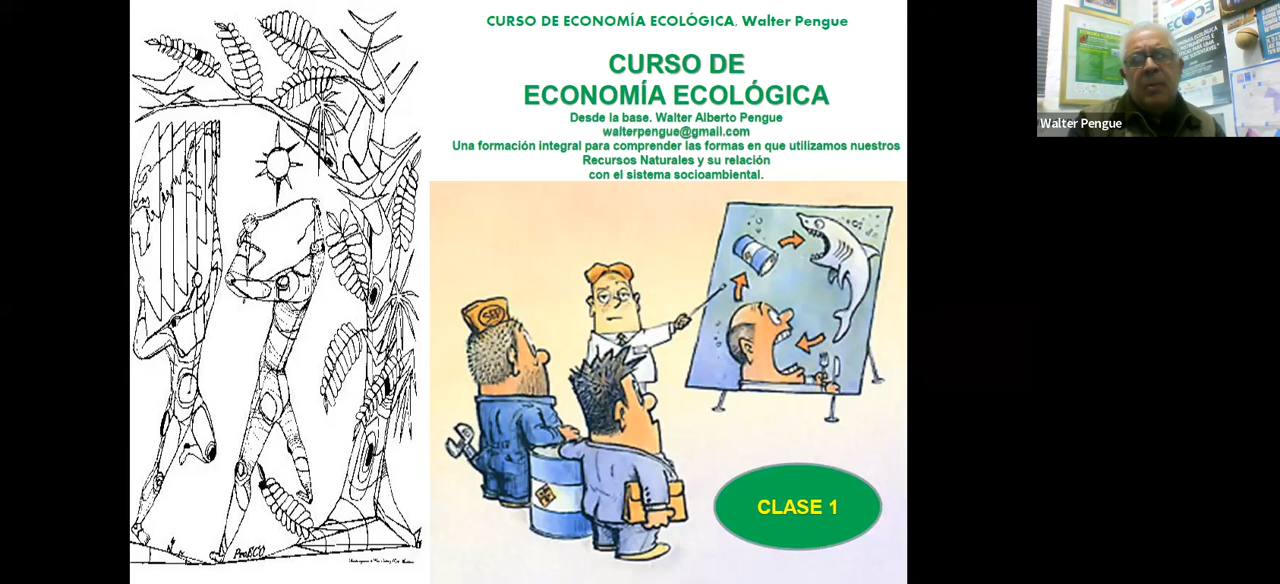 CURSO DE ECONOMÍA ECOLÓGICA, Walter Pengue
CURSO DE
ECONOMÍA ECOLÓGICA
Desde la base. Walter Alberto Pengue
walterpengue@gmail.com
Una formación integral para comprender las formas en que utilizamos nuestros
Recursos Naturales y su relación
con el sistema socioambiental.
CLASE 1
ProECO
Walter Pengue